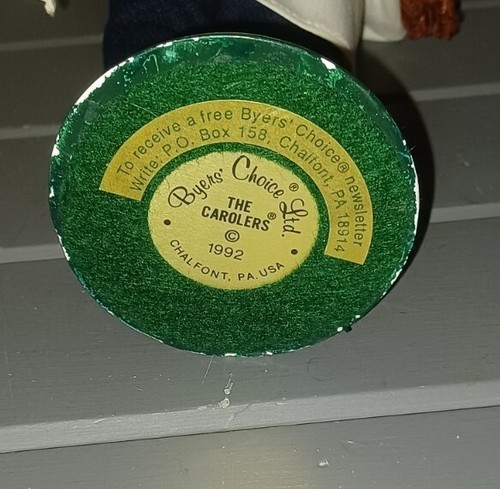 To receive a free Byers' Choice® newsletter
Write: P.O. Box 158, Chalfont, PA 18914
Byers' Choice Ltd.®
THE
CAROLERS®
©
1992
CHALFONT, PA. USA